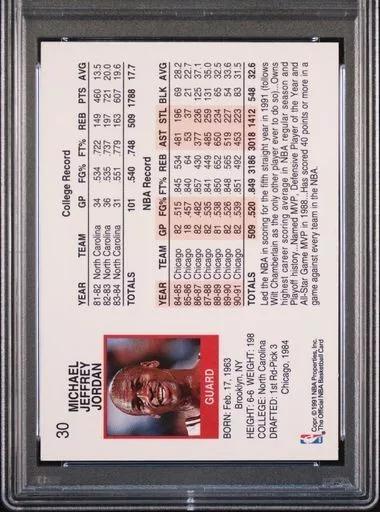 30
MICHAEL
JEFFREY
JORDAN
GUARD
BORN: Feb. 17, 1963
Brooklyn, NY
HEIGHT: 6-6 WEIGHT: 198
COLLEGE: North Carolina
DRAFTED: 1st Rd-Pick 3
Chicago, 1984
Copr. ©1991 NBA Properties, Inc.
The Official NBA Basketball Card
College Record
YEAR TEAM GP FG% FT% REB PTS AVG
81-82 North Carolina 34 .534 .722 149 460 13.5
82-83 North Carolina 36 .535 .737 197 721 20.0
83-84 North Carolina 31 .551 .779 163 607 19.6
TOTALS 101 .540 .748 509 1788 17.7
NBA Record
YEAR TEAM GP FG% FT% REB AST STL BLK AVG
84-85 Chicago 82 .515 .845 534 481 196 69 28.2
85-86 Chicago 18 .457 .840 64 53 37 21 22.7
86-87 Chicago 82 .482 .857 430 377 236 125 37.1
87-88 Chicago 82 .535 .841 449 485 259 131 35.0
88-89 Chicago 81 .538 .850 652 650 234 65 32.5
89-90 Chicago 82 .526 .848 565 519 227 54 33.6
90-91 Chicago 82 .539 .851 492 453 223 83 31.5
TOTALS 509 .520 .849 3186 3018 1412 548 32.6
Led the NBA in scoring for the fifth straight year in 1991 (follows
Wilt Chamberlain as the only other player ever to do so)...Owns
highest career scoring average in NBA regular season and
Playoff history...Named MVP, Defensive Player of the Year and
All-Star Game MVP in 1988...Has scored 40 points or more in a
game against every team in the NBA.